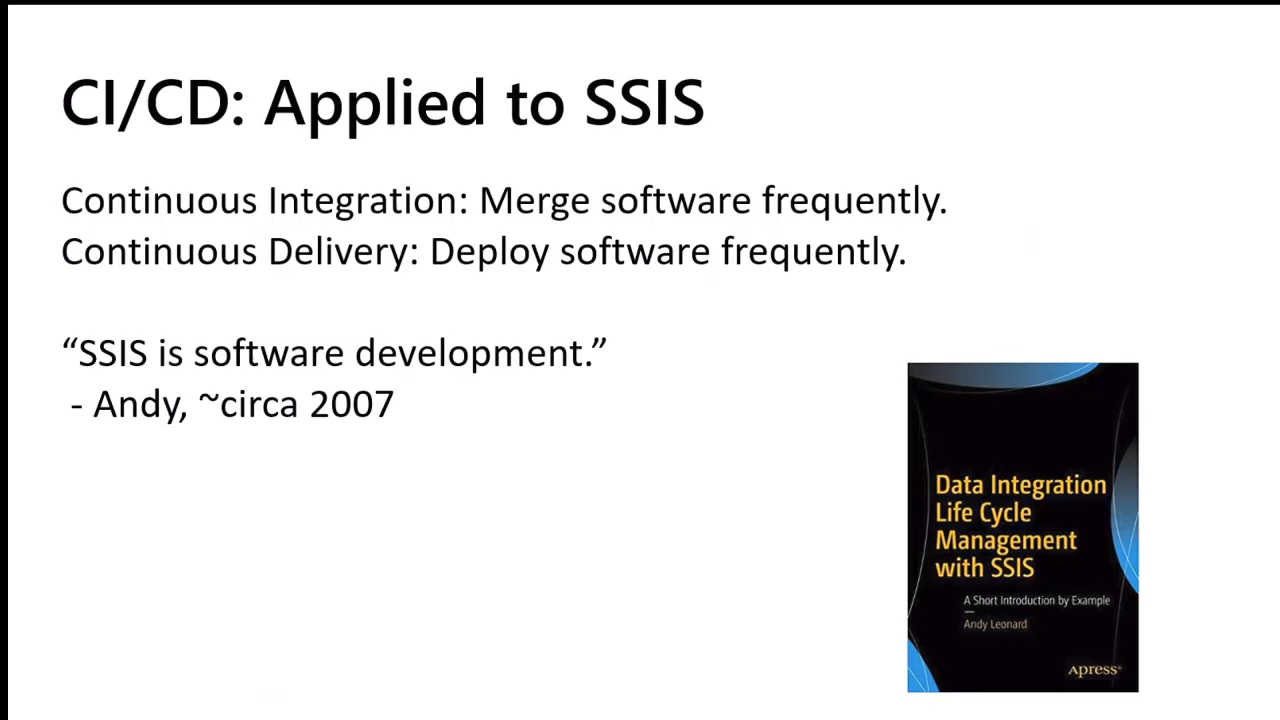 CI/CD: Applied to SSIS
Continuous Integration: Merge software frequently.
Continuous Delivery: Deploy software frequently.
“SSIS is software development.”
- Andy, ~circa 2007
Data Integration
Life Cycle
Management
with SSIS
A Short Introduction by Example
—
Andy Leonard
Apress®